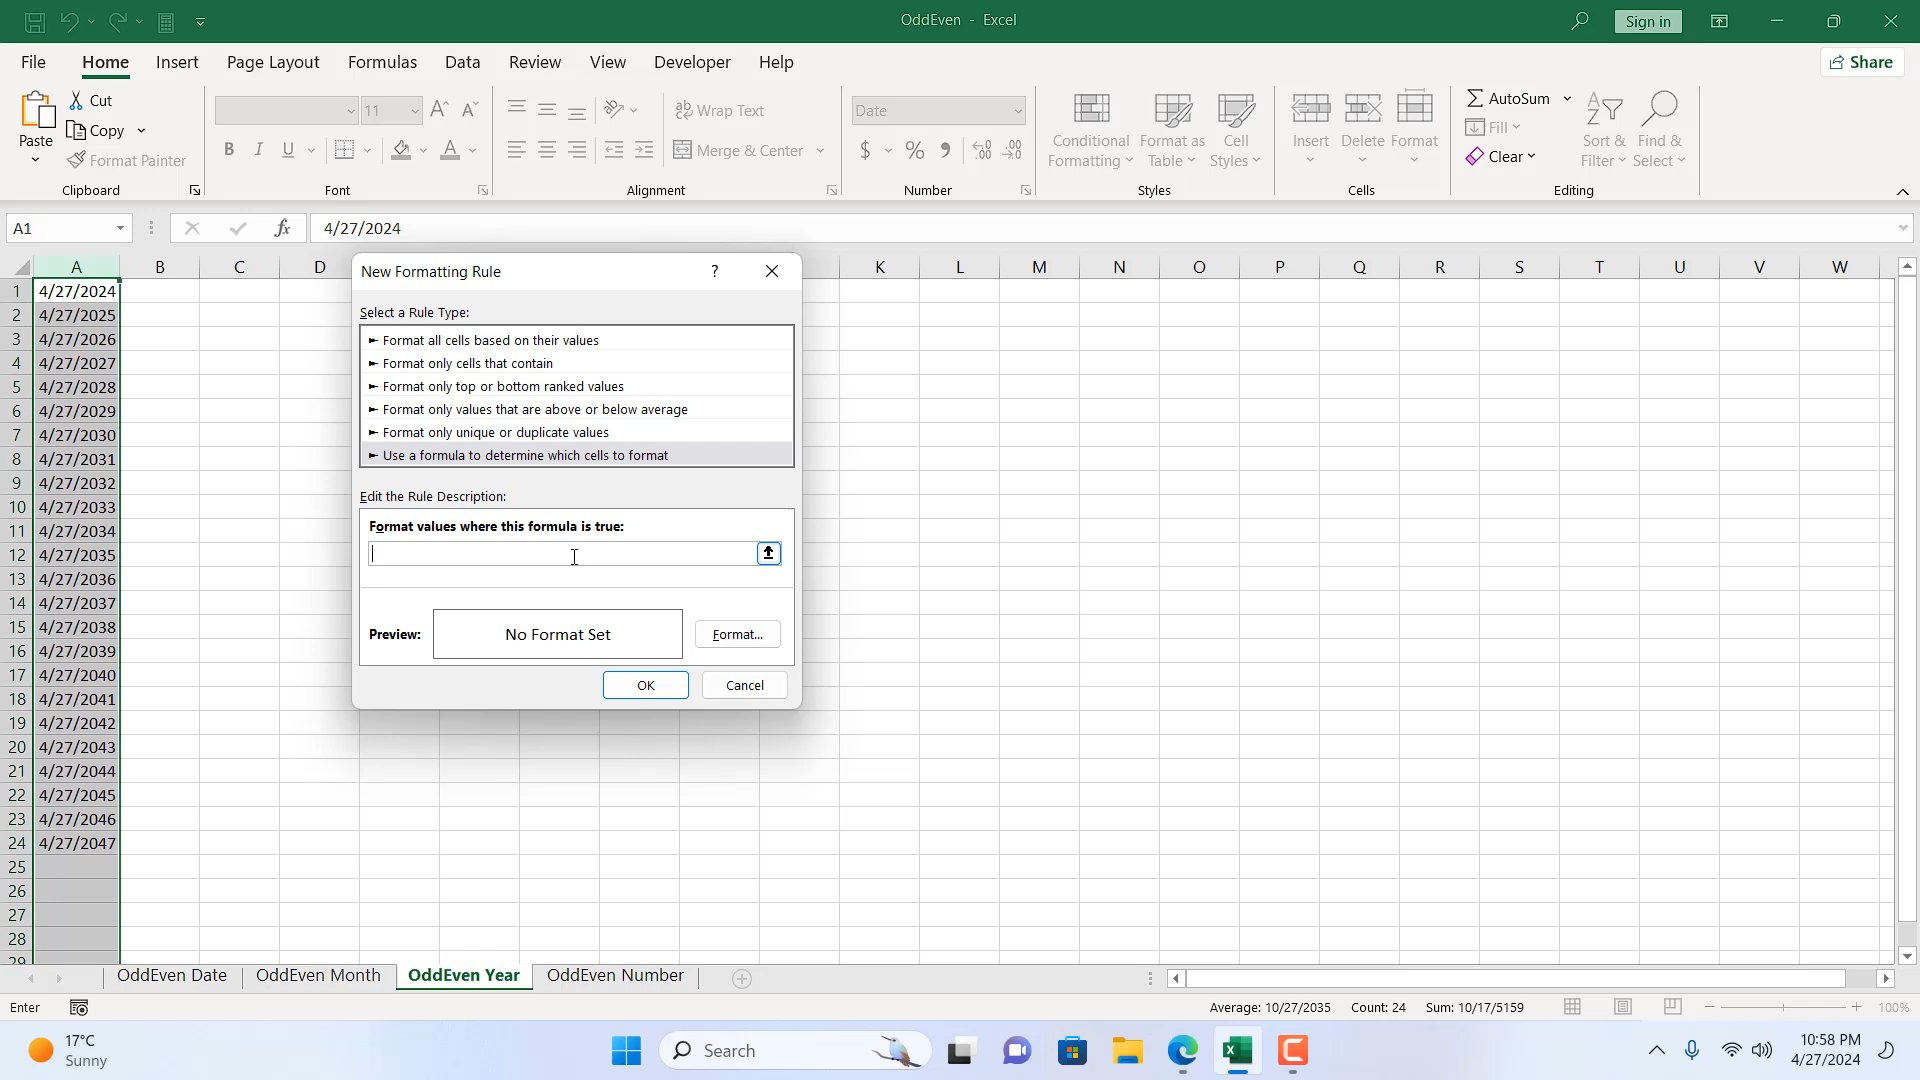 OddEven - Excel
Sign in
File Home Insert Page Layout Formulas Data Review View Developer Help
Share
Paste
Cut
Copy
Format Painter
Clipboard
11
B I U
Font
Wrap Text
Merge & Center
Alignment
Date
$ % 9
Number
Conditional Formatting
Format as Table
Cell Styles
Styles
Insert
Delete
Format
Cells
AutoSum
Fill
Clear
Sort & Filter
Find & Select
Editing
A1
fx
4/27/2024
A B C D K L M N O P Q R S T U V W
1 4/27/2024
2 4/27/2025
3 4/27/2026
4 4/27/2027
5 4/27/2028
6 4/27/2029
7 4/27/2030
8 4/27/2031
9 4/27/2032
10 4/27/2033
11 4/27/2034
12 4/27/2035
13 4/27/2036
14 4/27/2037
15 4/27/2038
16 4/27/2039
17 4/27/2040
18 4/27/2041
19 4/27/2042
20 4/27/2043
21 4/27/2044
22 4/27/2045
23 4/27/2046
24 4/27/2047
25
26
27
28
29
New Formatting Rule ?
Select a Rule Type:
► Format all cells based on their values
► Format only cells that contain
► Format only top or bottom ranked values
► Format only values that are above or below average
► Format only unique or duplicate values
► Use a formula to determine which cells to format
Edit the Rule Description:
Format values where this formula is true:
Preview:
No Format Set
Format...
OK
Cancel
OddEven Date OddEven Month OddEven Year OddEven Number
Enter
Average: 10/27/2035 Count: 24 Sum: 10/17/5159
100%
17°C
Sunny
Search
10:58 PM
4/27/2024